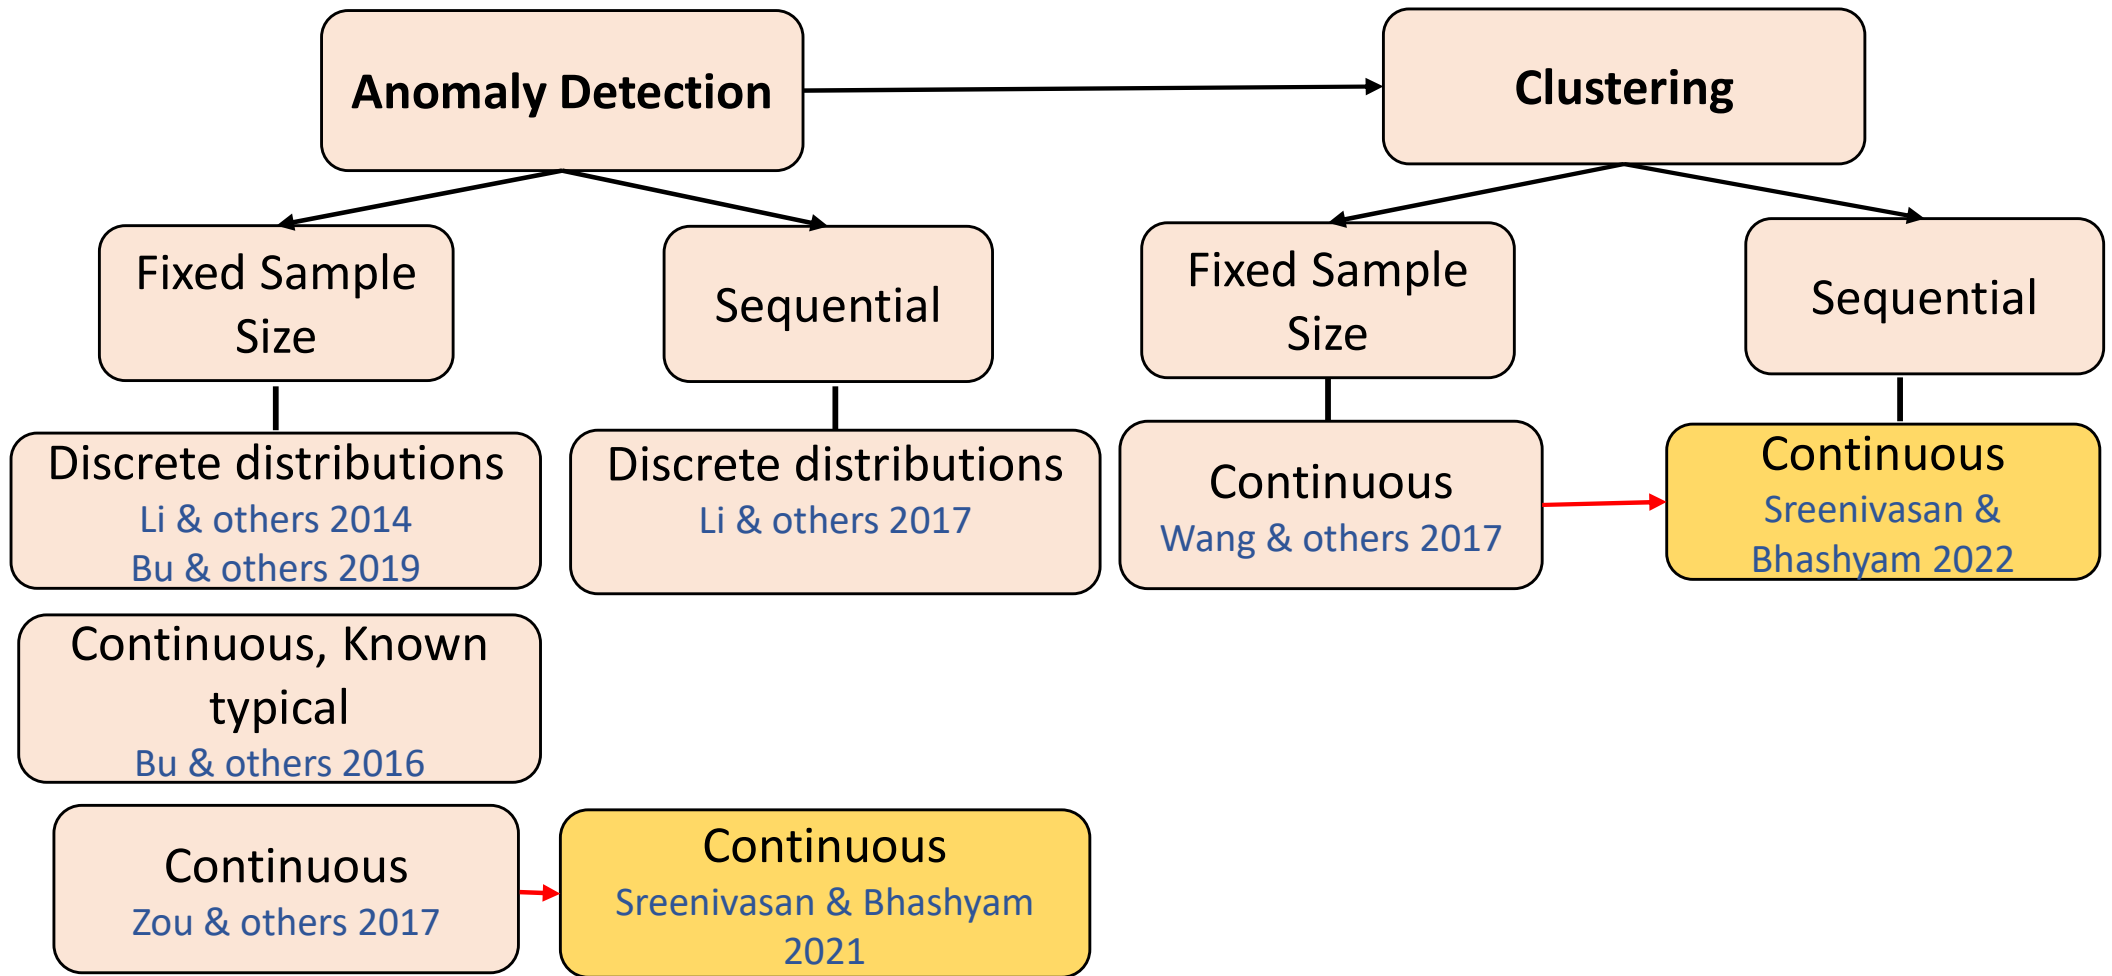 Anomaly Detection
Clustering
Fixed Sample
Size
Sequential
Fixed Sample
Size
Sequential
Discrete distributions
Li & others 2014
Bu & others 2019
Discrete distributions
Li & others 2017
Continuous
Wang & others 2017
Continuous
Sreenivasan &
Bhashyam 2022
Continuous, Known
typical
Bu & others 2016
Continuous
Zou & others 2017
Continuous
Sreenivasan & Bhashyam
2021